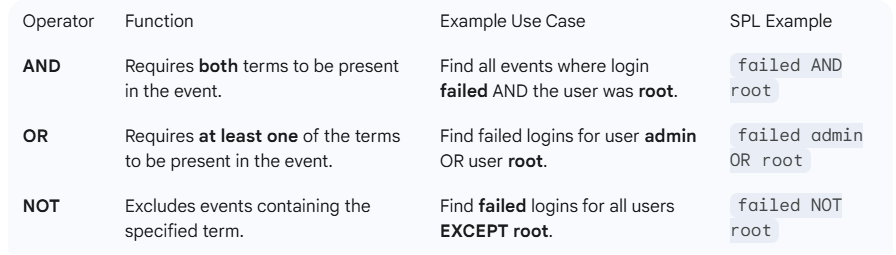 Operator Function Example Use Case SPL Example
AND Requires both terms to be present Find all events where login failed AND
in the event. failed AND the user was root. root
OR Requires at least one of the terms Find failed logins for user admin failed admin
to be present in the event. OR user root. OR root
NOT Excludes events containing the Find failed logins for all users failed NOT
specified term. EXCEPT root. root